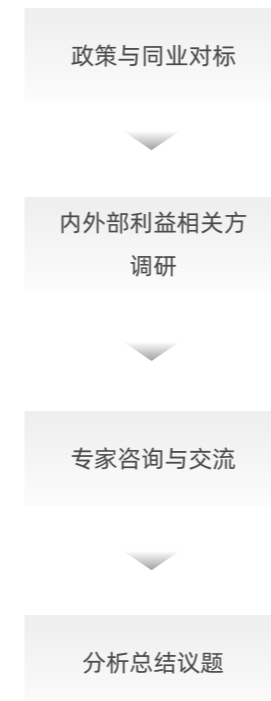 政策与同业对标
内外部利益相关方
调研
专家咨询与交流
分析总结议题